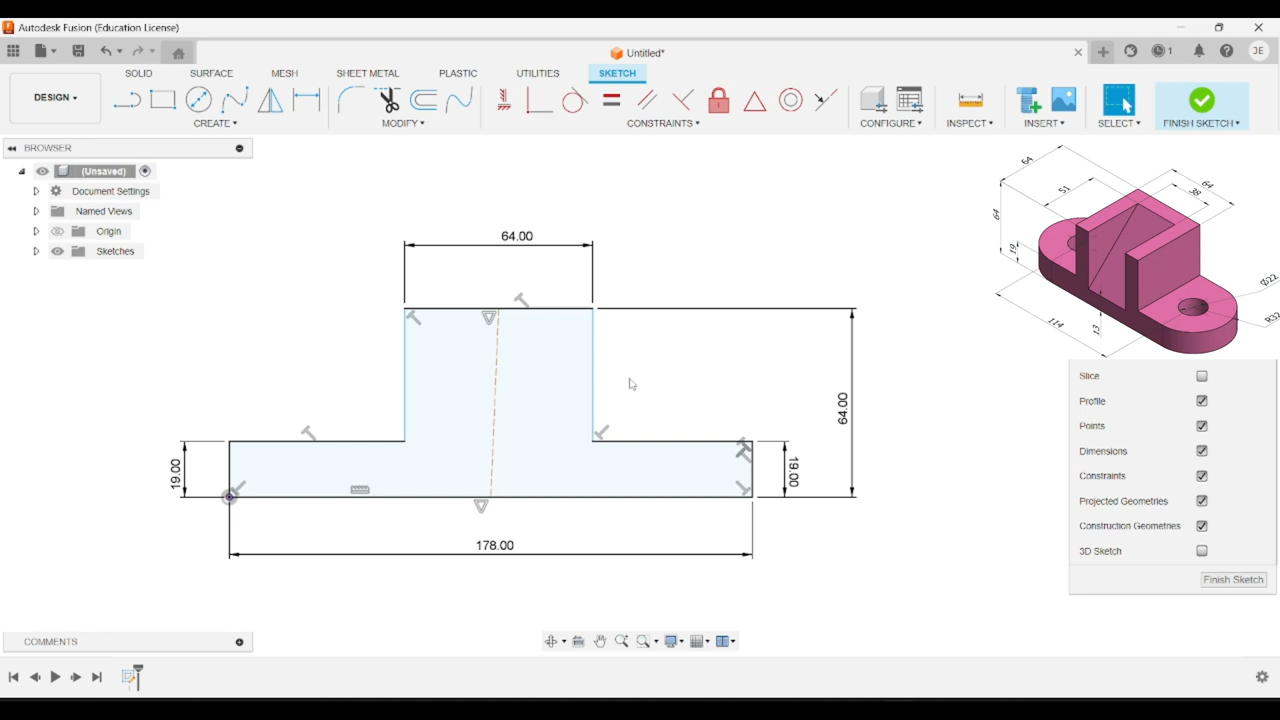 Autodesk Fusion (Education License)
Untitled*
1
JE
SOLID SURFACE MESH SHEET METAL PLASTIC UTILITIES SKETCH
DESIGN
CREATE MODIFY CONSTRAINTS CONFIGURE INSPECT INSERT SELECT FINISH SKETCH
BROWSER
(Unsaved)
Document Settings
Named Views
Origin
Sketches
64.00
64.00
19.00
19.00
178.00
64
51
64
38
64
19
114
13
Ø22
R32
Slice
Profile
Points
Dimensions
Constraints
Projected Geometries
Construction Geometries
3D Sketch
Finish Sketch
COMMENTS